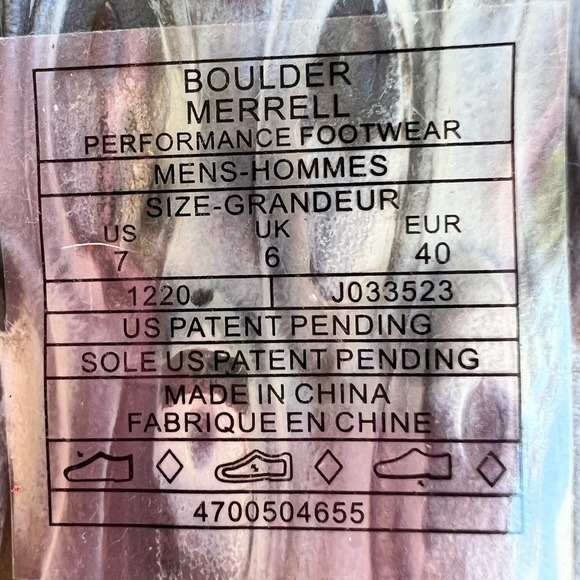 BOULDER
MERRELL
PERFORMANCE FOOTWEAR
MENS-HOMMES
SIZE-GRANDEUR
US UK EUR
7 6 40
1220 J033523
US PATENT PENDING
SOLE US PATENT PENDING
MADE IN CHINA
FABRIQUE EN CHINE
4700504655